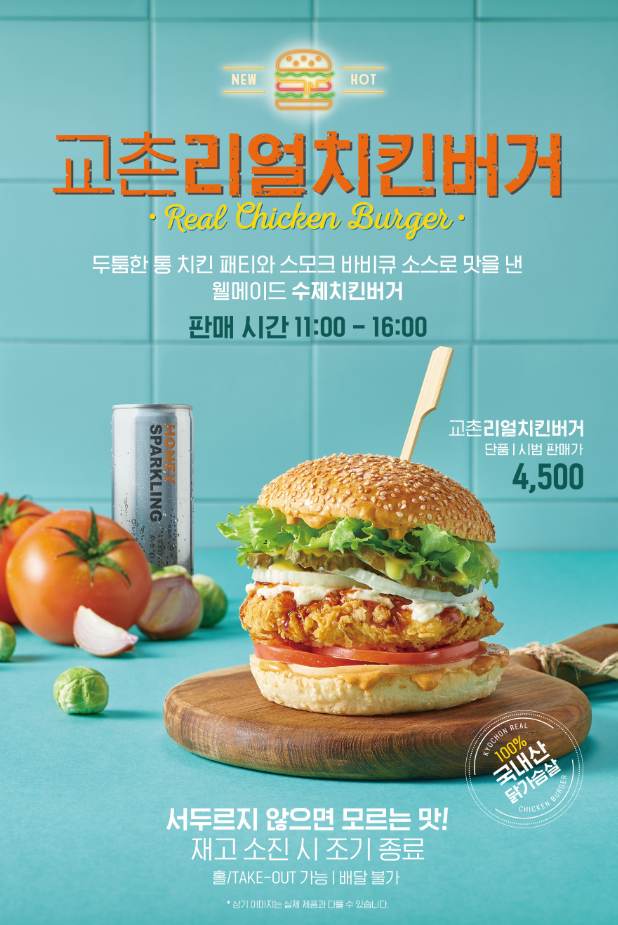 NEW HOT
교촌리얼치킨버거
· Real Chicken Burger ·
두툼한 통 치킨 패티와 스모크 바비큐 소스로 맛을 낸
웰메이드 수제치킨버거
판매 시간 11:00 - 16:00
HONEY
SPARKLING
교촌리얼치킨버거
단품 | 시범 판매가
4,500
KYOCHON REAL
100%
국내산
닭가슴살
CHICKEN BURGER
서두르지 않으면 모르는 맛!
재고 소진 시 조기 종료
홀/TAKE-OUT 가능 | 배달 불가
* 상기 이미지는 실제 제품과 다를 수 있습니다.